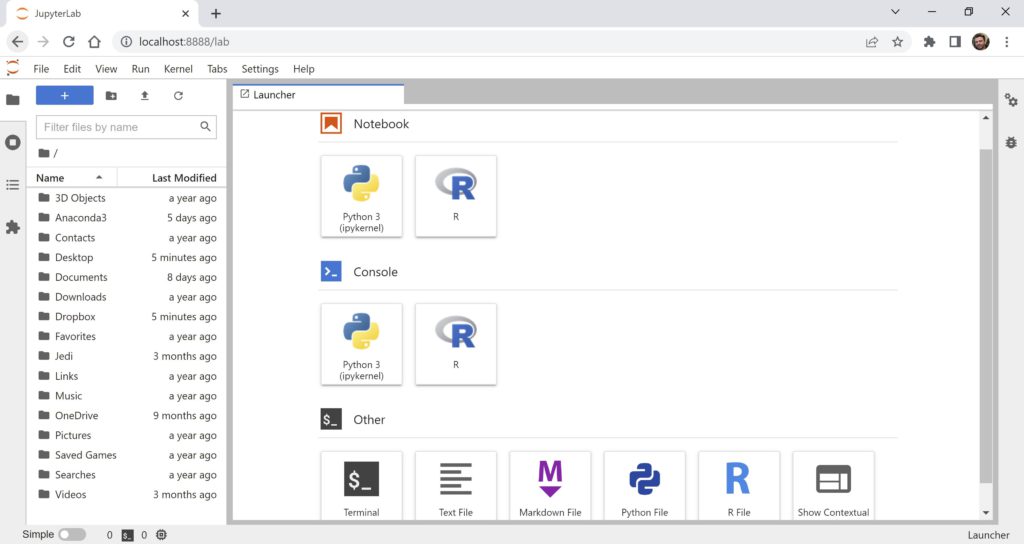 JupyterLab
localhost:8888/lab
File Edit View Run Kernel Tabs Settings Help
+
Filter files by name
/
Name Last Modified
3D Objects a year ago
Anaconda3 5 days ago
Contacts a year ago
Desktop 5 minutes ago
Documents 8 days ago
Downloads a year ago
Dropbox 5 minutes ago
Favorites a year ago
Jedi 3 months ago
Links a year ago
Music a year ago
OneDrive 9 months ago
Pictures a year ago
Saved Games a year ago
Searches a year ago
Videos 3 months ago
Launcher
Notebook
Python 3
(ipykernel)
R
Console
Python 3
(ipykernel)
R
$_ Other
$_ M R
Terminal Text File Markdown File Python File R File Show Contextual
Simple 0 $_ 0 Launcher